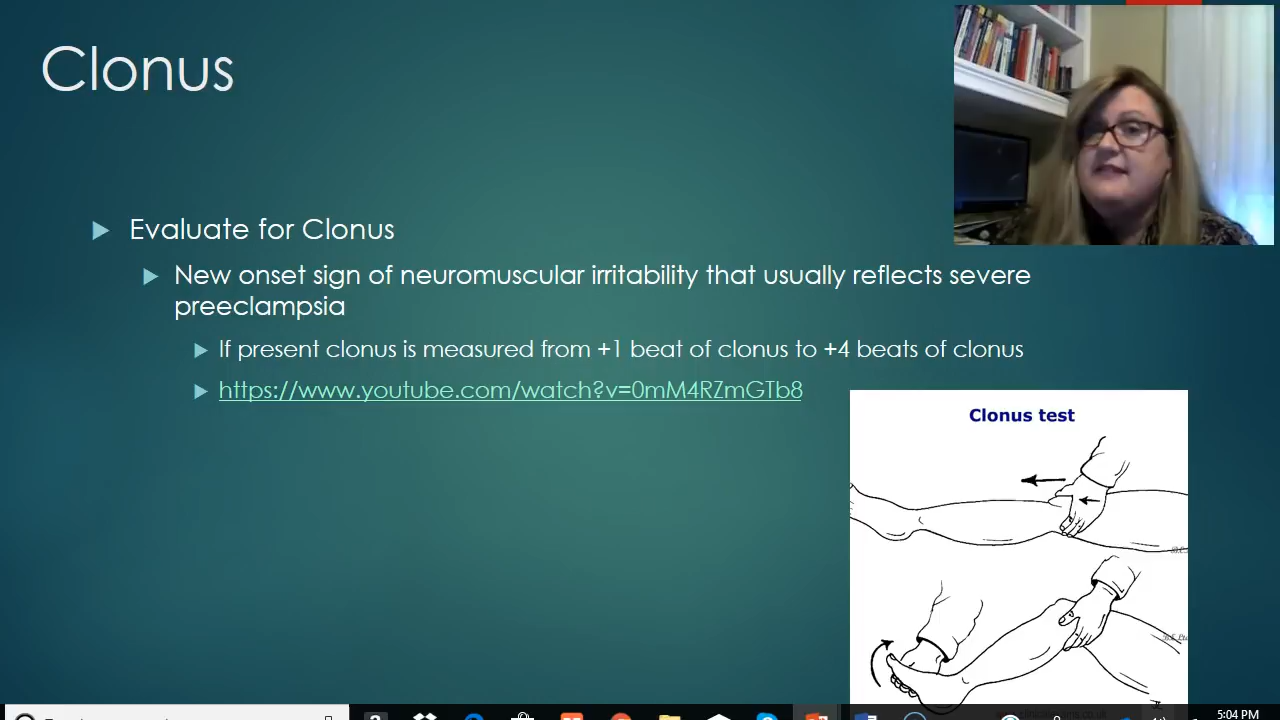 Clonus
Evaluate for Clonus
New onset sign of neuromuscular irritability that usually reflects severe
preeclampsia
If present clonus is measured from +1 beat of clonus to +4 beats of clonus
https://www.youtube.com/watch?v=0mM4RZmGTb8
Clonus test
5:04 PM